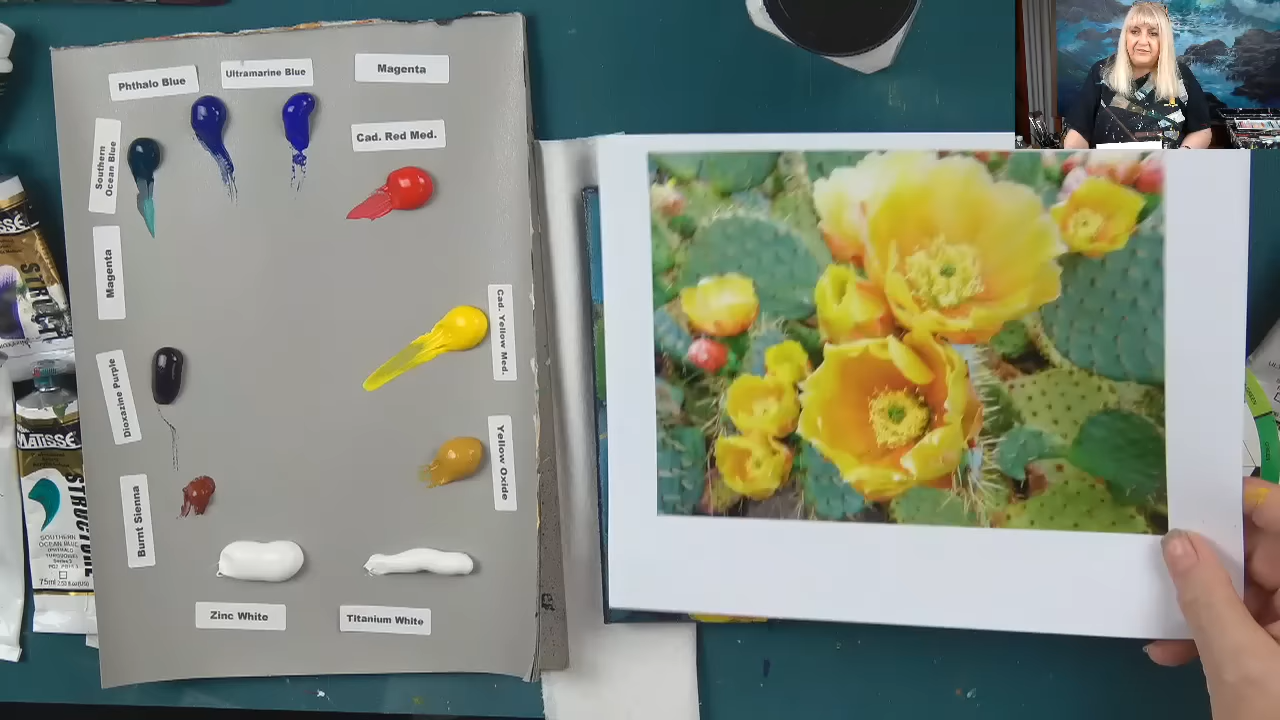 Phthalo Blue
Ultramarine Blue
Magenta
Southern
Ocean Blue
Cad. Red Med.
Magenta
Cad. Yellow Med.
Dioxazine Purple
Yellow Oxide
Burnt Sienna
Zinc White
Titanium White
MATISSE
STRUCTURE
SOUTHERN
OCEAN BLUE
75ml